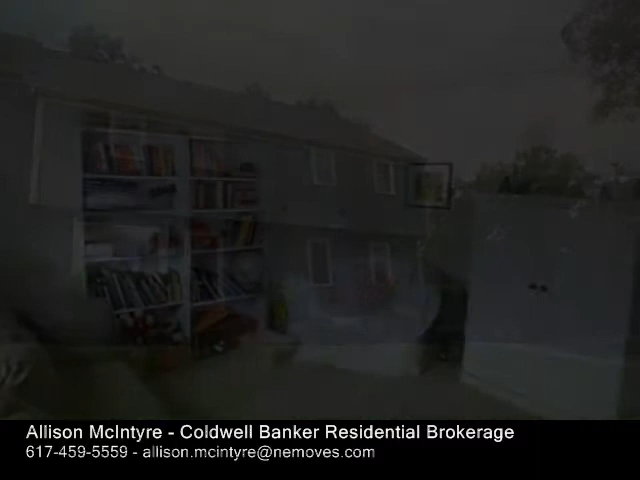 Allison McIntyre - Coldwell Banker Residential Brokerage
617-459-5559 - allison.mcintyre@nemoves.com